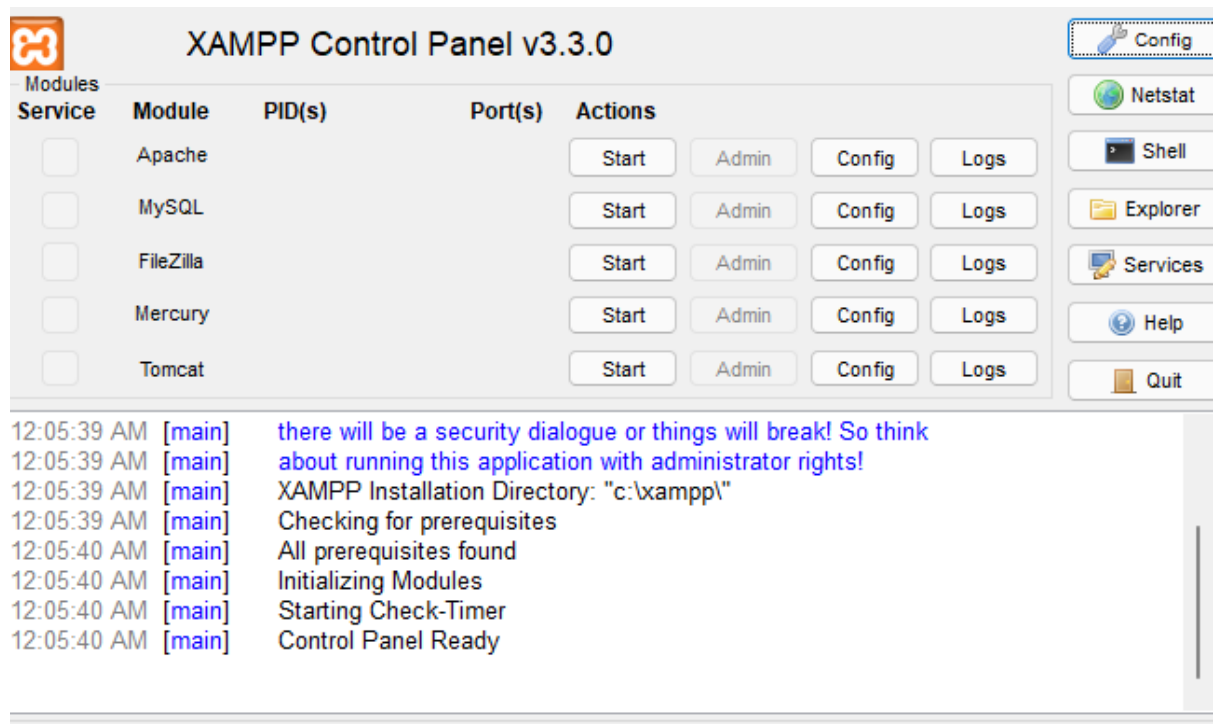 XAMPP Control Panel v3.3.0
Config
Modules
Service Module PID(s) Port(s) Actions
Netstat
Apache Start Admin Config Logs
Shell
MySQL Start Admin Config Logs
Explorer
FileZilla Start Admin Config Logs
Services
Mercury Start Admin Config Logs
Help
Tomcat Start Admin Config Logs
Quit
12:05:39 AM [main] there will be a security dialogue or things will break! So think
12:05:39 AM [main] about running this application with administrator rights!
12:05:39 AM [main] XAMPP Installation Directory: "c:\xampp\"
12:05:39 AM [main] Checking for prerequisites
12:05:40 AM [main] All prerequisites found
12:05:40 AM [main] Initializing Modules
12:05:40 AM [main] Starting Check-Timer
12:05:40 AM [main] Control Panel Ready